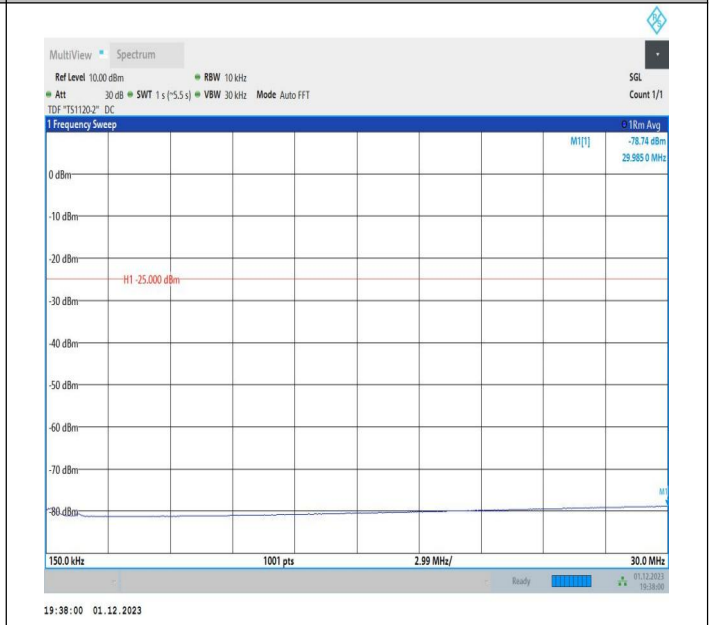 MultiView Spectrum
Ref Level 10.00 dBm RBW 10 kHz SGL
Att 30 dB SWT 1 s (~5.5 s) VBW 30 kHz Mode Auto FFT Count 1/1
TDF "TS1120-2" DC
1 Frequency Sweep 1Rm Avg
M1[1] -78.74 dBm
29.985 0 MHz
0 dBm
-10 dBm
-20 dBm
H1 -25.000 dBm
-30 dBm
-40 dBm
-50 dBm
-60 dBm
-70 dBm
M1
-80 dBm
150.0 kHz 1001 pts 2.99 MHz/ 30.0 MHz
Ready 01.12.2023
19:38:00
19:38:00 01.12.2023